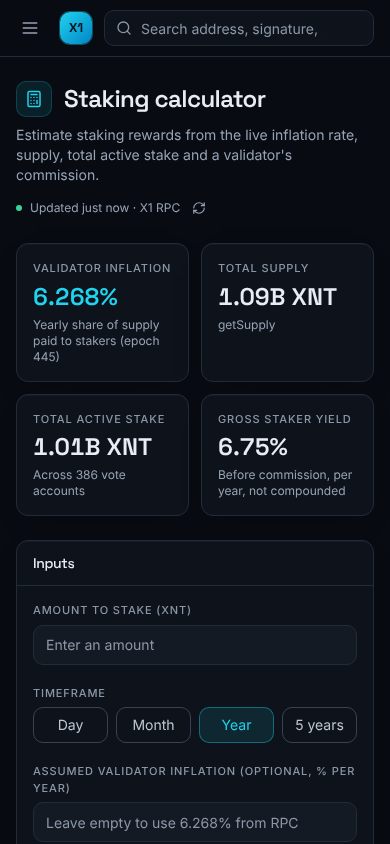 X1
Search address, signature,
Staking calculator
Estimate staking rewards from the live inflation rate,
supply, total active stake and a validator's
commission.
Updated just now · X1 RPC
VALIDATOR INFLATION
6.268%
Yearly share of supply
paid to stakers (epoch
445)
TOTAL SUPPLY
1.09B XNT
getSupply
TOTAL ACTIVE STAKE
1.01B XNT
Across 386 vote
accounts
GROSS STAKER YIELD
6.75%
Before commission, per
year, not compounded
Inputs
AMOUNT TO STAKE (XNT)
Enter an amount
TIMEFRAME
Day
Month
Year
5 years
ASSUMED VALIDATOR INFLATION (OPTIONAL, % PER
YEAR)
Leave empty to use 6.268% from RPC